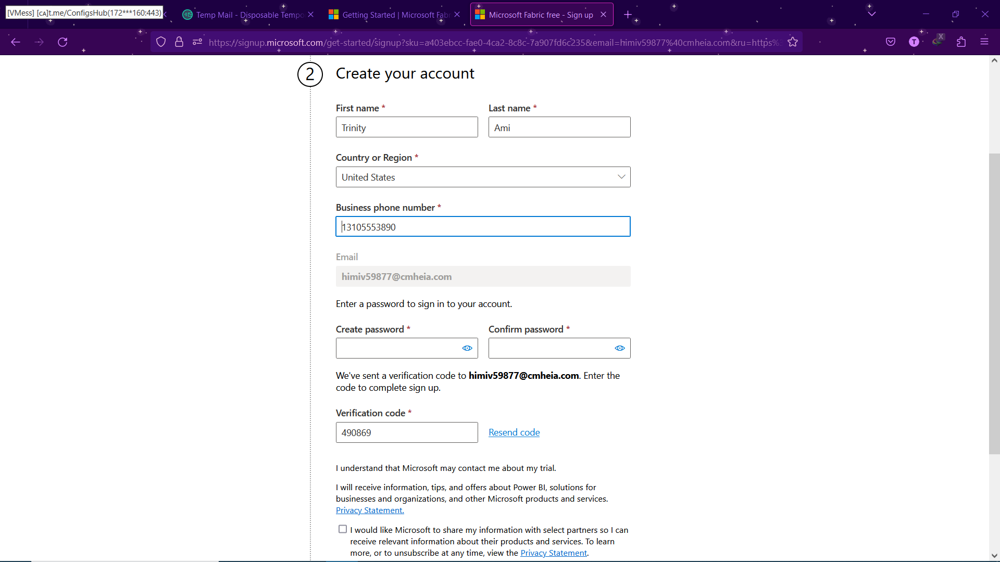 [VMess] [cᴀ]t.me/ConfigsHub(172***160:443)
Temp Mail - Disposable Tempo
Getting Started | Microsoft Fabr
Microsoft Fabric free - Sign up
https://signup.microsoft.com/get-started/signup?sku=a403ebcc-fae0-4ca2-8c8c-7a907fd6c235&email=himiv59877%40cmheia.com&ru=https%3
T
X
2
Create your account
First name *
Last name *
Trinity
Ami
Country or Region *
United States
Business phone number *
13105553890
Email
himiv59877@cmheia.com
Enter a password to sign in to your account.
Create password *
Confirm password *
We've sent a verification code to himiv59877@cmheia.com. Enter the
code to complete sign up.
Verification code *
490869
Resend code
I understand that Microsoft may contact me about my trial.
I will receive information, tips, and offers about Power BI, solutions for
businesses and organizations, and other Microsoft products and services.
Privacy Statement.
I would like Microsoft to share my information with select partners so I can
receive relevant information about their products and services. To learn
more, or to unsubscribe at any time, view the Privacy Statement.